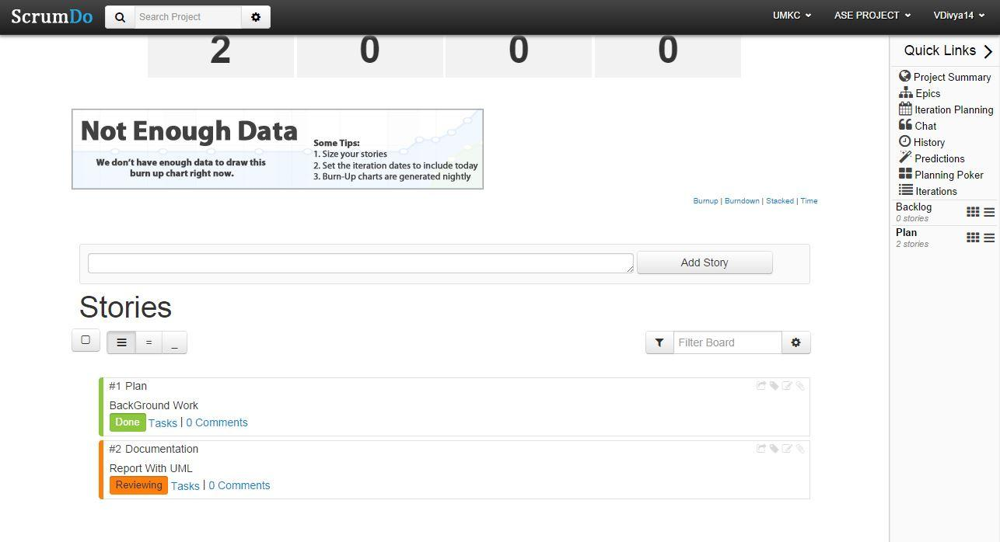 ScrumDo
Search Project
UMKC
ASE PROJECT
VDivya14
2 0 0 0
Not Enough Data
We don't have enough data to draw this
burn up chart right now.
Some Tips:
1. Size your stories
2. Set the iteration dates to include today
3. Burn-Up charts are generated nightly
Burnup | Burndown | Stacked | Time
Add Story
Stories
= _
Filter Board
#1 Plan
BackGround Work
Done Tasks | 0 Comments
#2 Documentation
Report With UML
Reviewing Tasks | 0 Comments
Quick Links
Project Summary
Epics
Iteration Planning
Chat
History
Predictions
Planning Poker
Iterations
Backlog
0 stories
Plan
2 stories